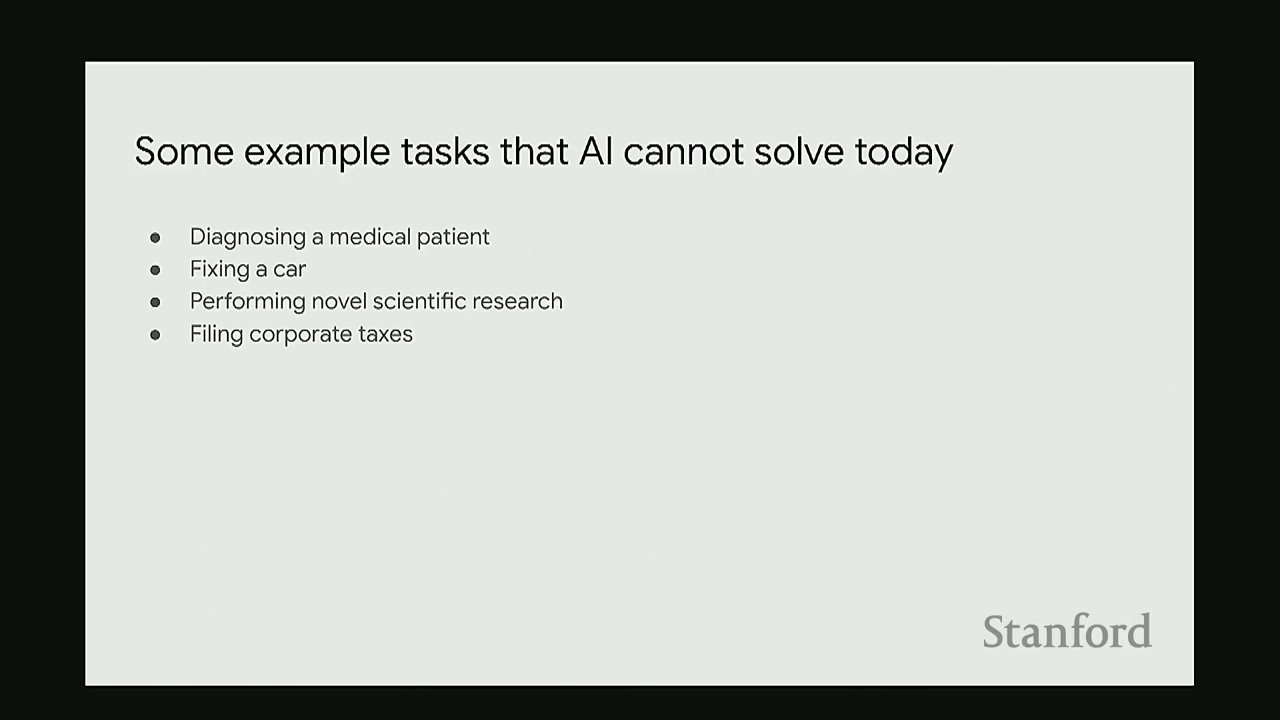 Some example tasks that AI cannot solve today
● Diagnosing a medical patient
● Fixing a car
● Performing novel scientific research
● Filing corporate taxes
Stanford